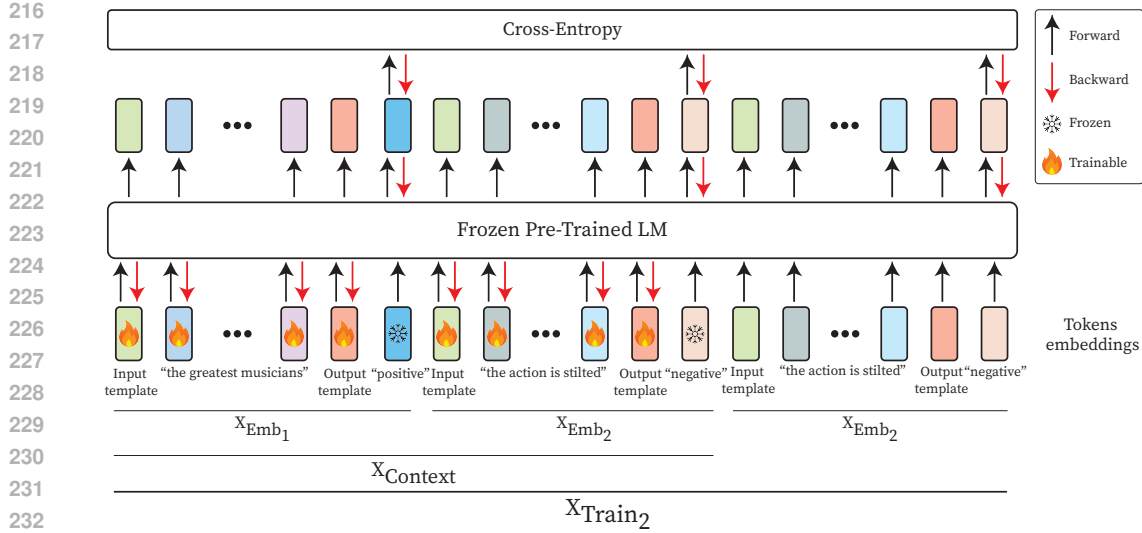 216
217
218
219
220
221
222
223
224
225
226
227
228
229
230
231
232
Cross-Entropy
Forward
Backward
Frozen
Trainable
Frozen Pre-Trained LM
Tokens
embeddings
Input
template
“the greatest musicians”
Output
template
“positive”
Input
template
“the action is stilted”
Output
template
“negative”
Input
template
“the action is stilted”
Output
template
“negative”
XEmb1
XEmb2
XEmb2
XContext
XTrain2